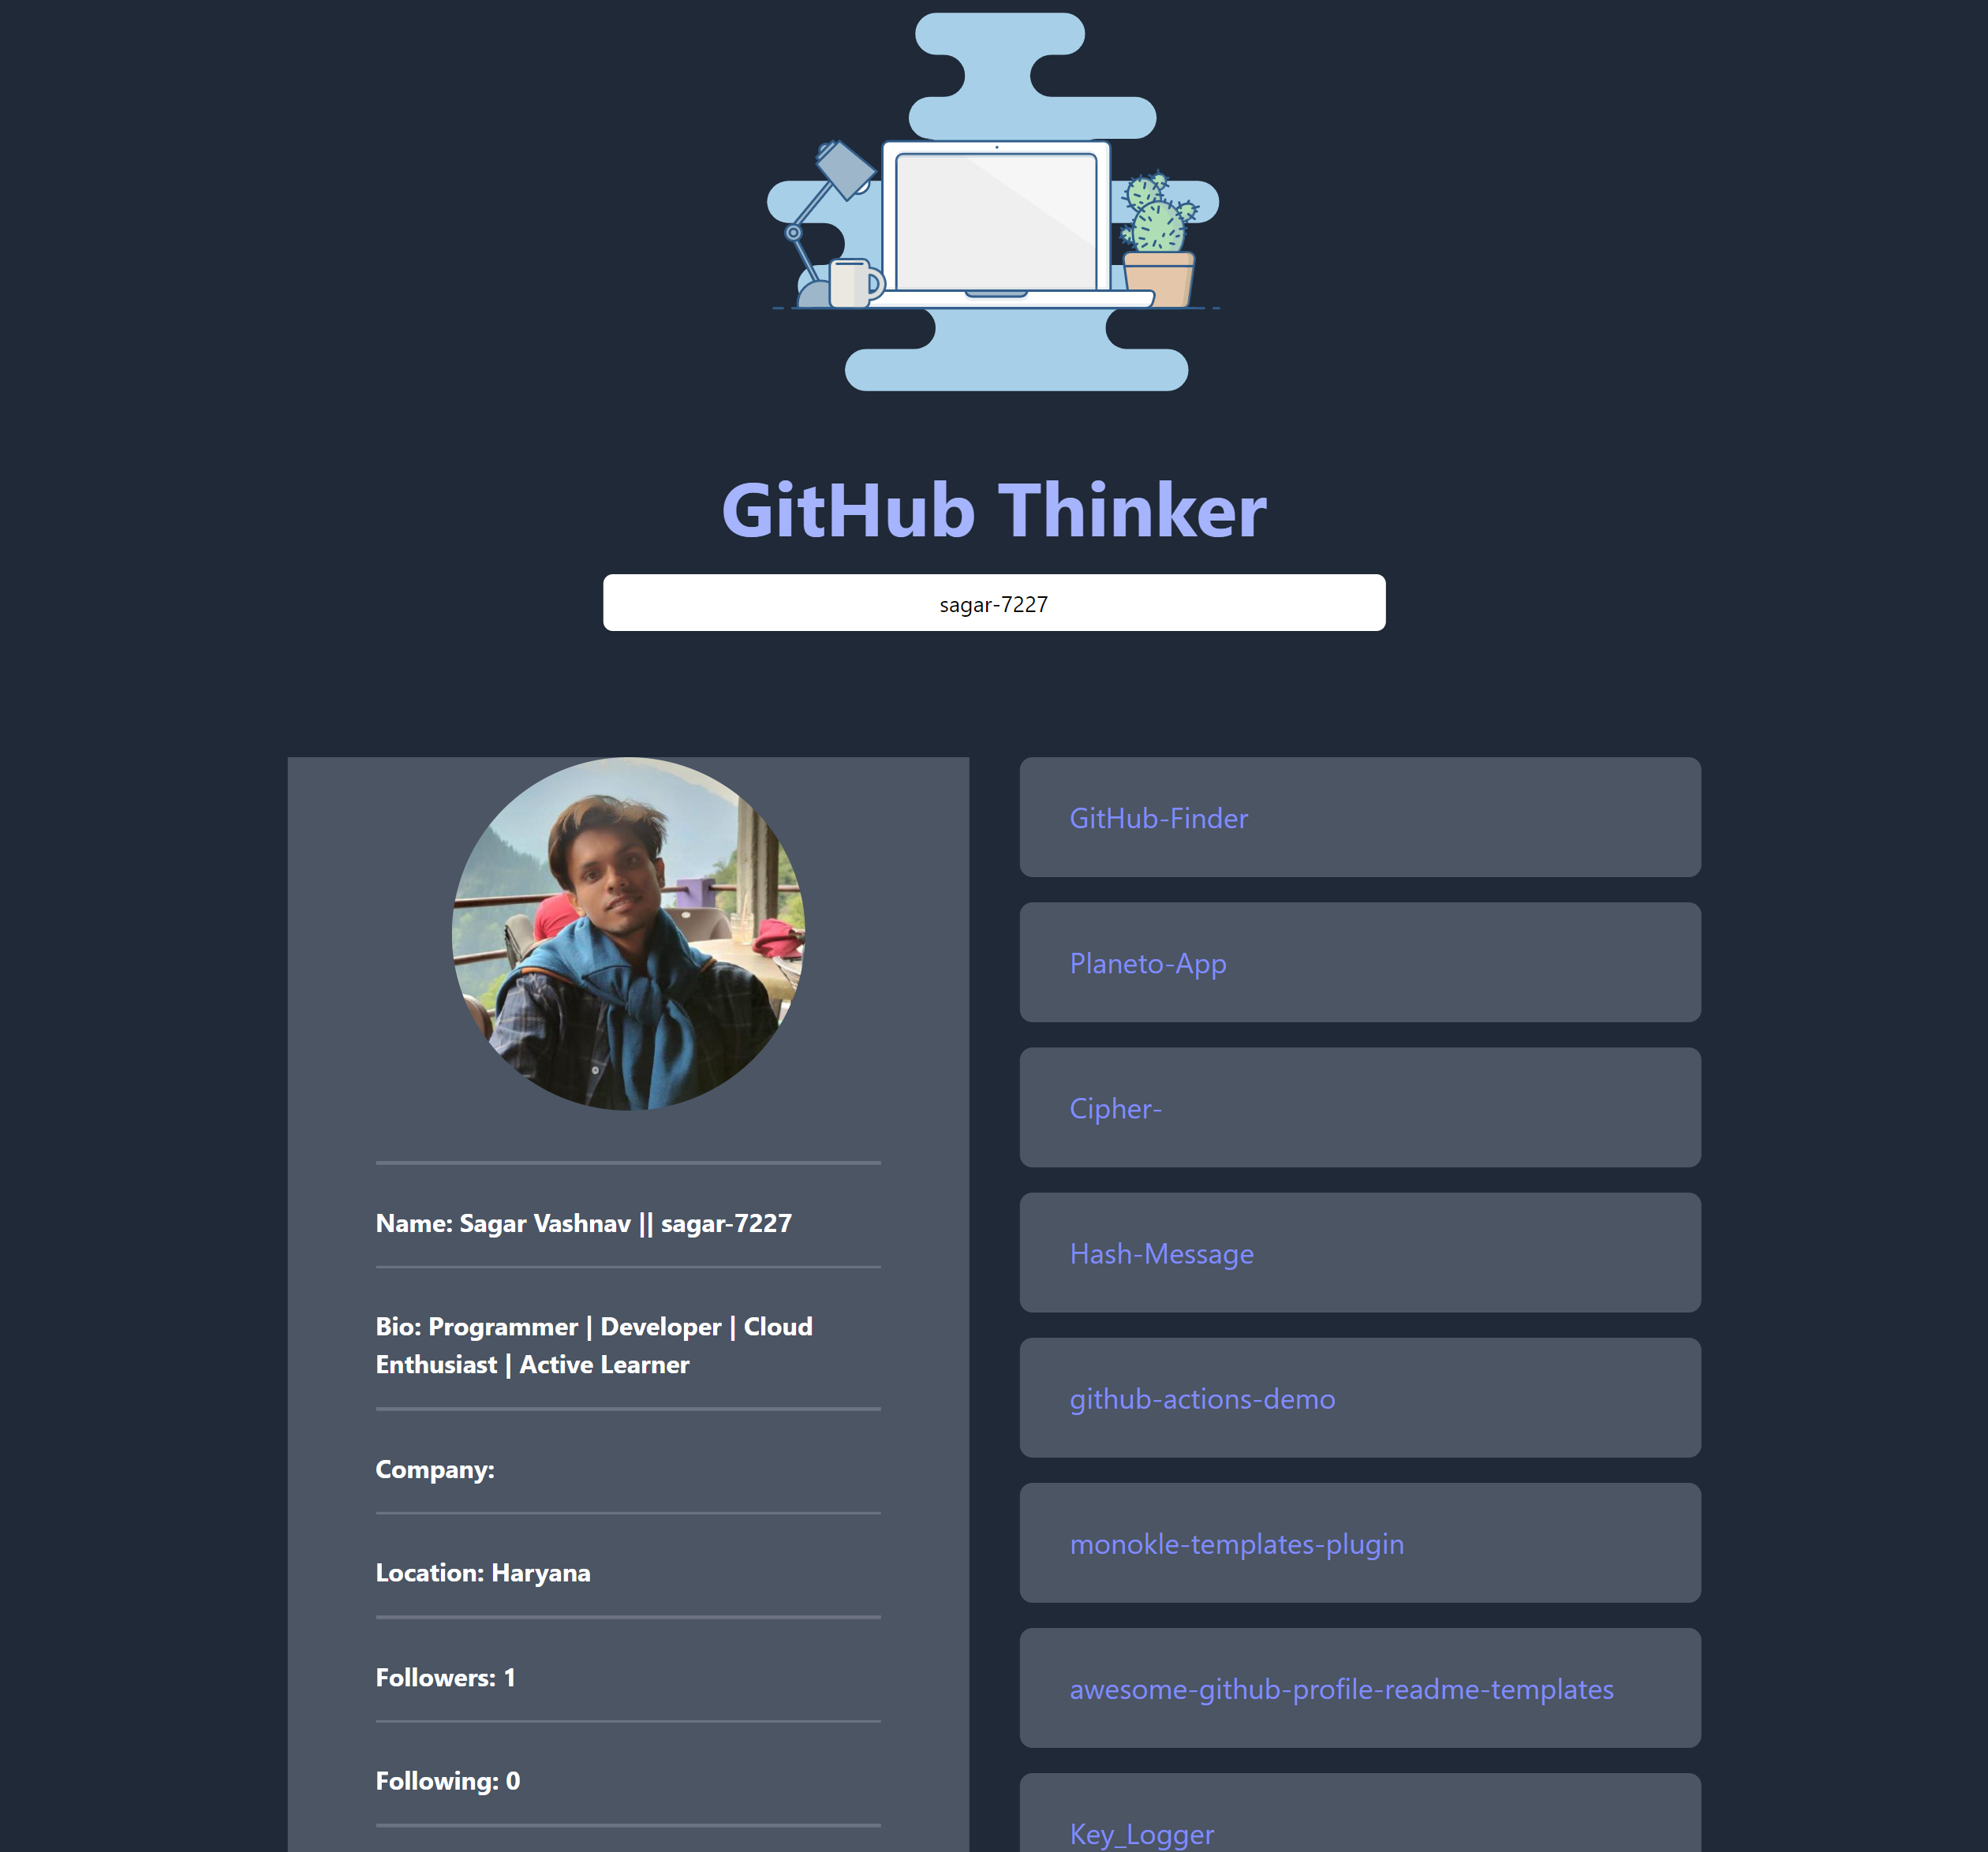 GitHub Thinker
sagar-7227
Name: Sagar Vashnav || sagar-7227
Bio: Programmer | Developer | Cloud
Enthusiast | Active Learner
Company:
Location: Haryana
Followers: 1
Following: 0
GitHub-Finder
Planeto-App
Cipher-
Hash-Message
github-actions-demo
monokle-templates-plugin
awesome-github-profile-readme-templates
Key_Logger